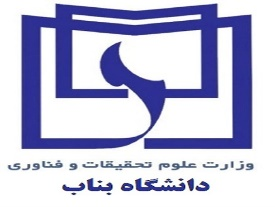 وزارت علوم تحقیقات و فناوری
دانشگاه بناب